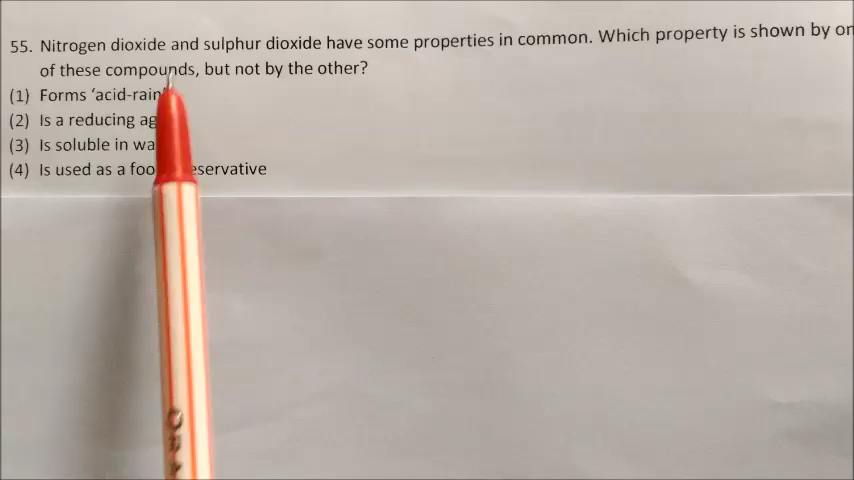 55. Nitrogen dioxide and sulphur dioxide have some properties in common. Which property is shown by on
of these compounds, but not by the other?
(1) Forms ‘acid-rain’
(2) Is a reducing ag
(3) Is soluble in wa
(4) Is used as a foo eservative